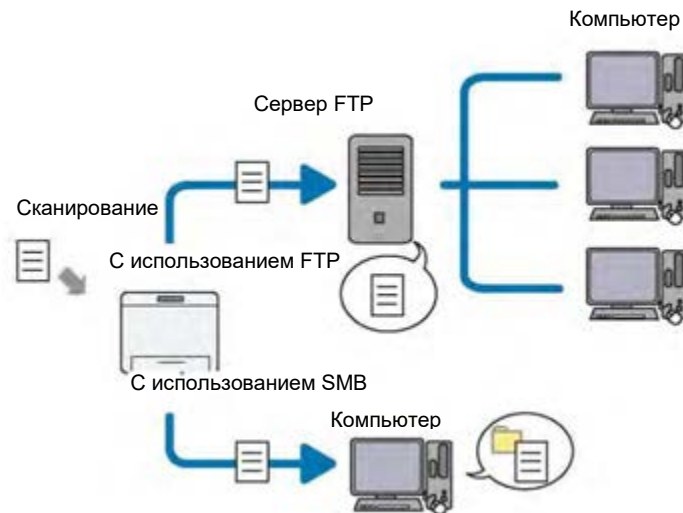 Компьютер
Сервер FTP
Сканирование
С использованием FTP
С использованием SMB
Компьютер